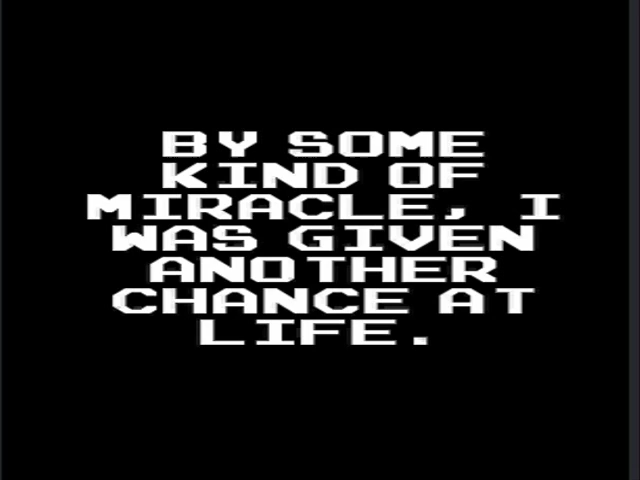 BY SOME
KIND OF
MIRACLE, I
WAS GIVEN
ANOTHER
CHANCE AT
LIFE.